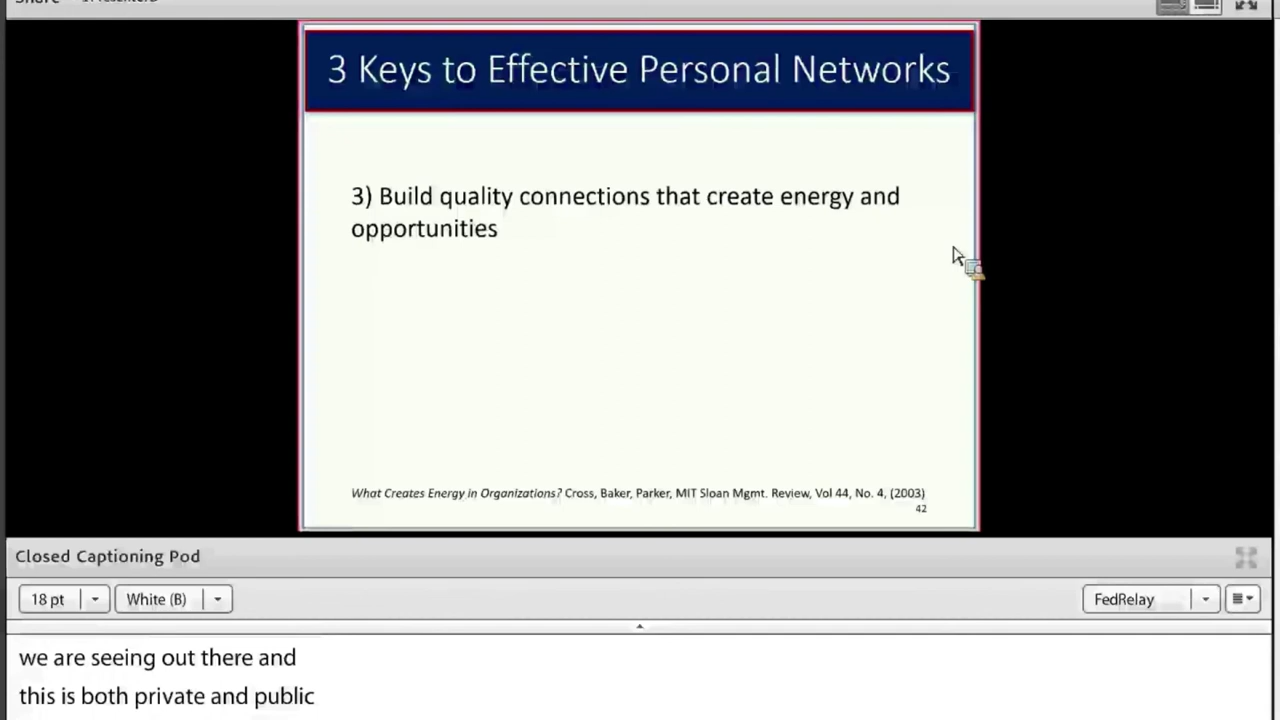 3 Keys to Effective Personal Networks
3) Build quality connections that create energy and
opportunities
What Creates Energy in Organizations? Cross, Baker, Parker, MIT Sloan Mgmt. Review, Vol 44, No. 4, (2003)
42
Closed Captioning Pod
18 pt
White (B)
FedRelay
we are seeing out there and
this is both private and public